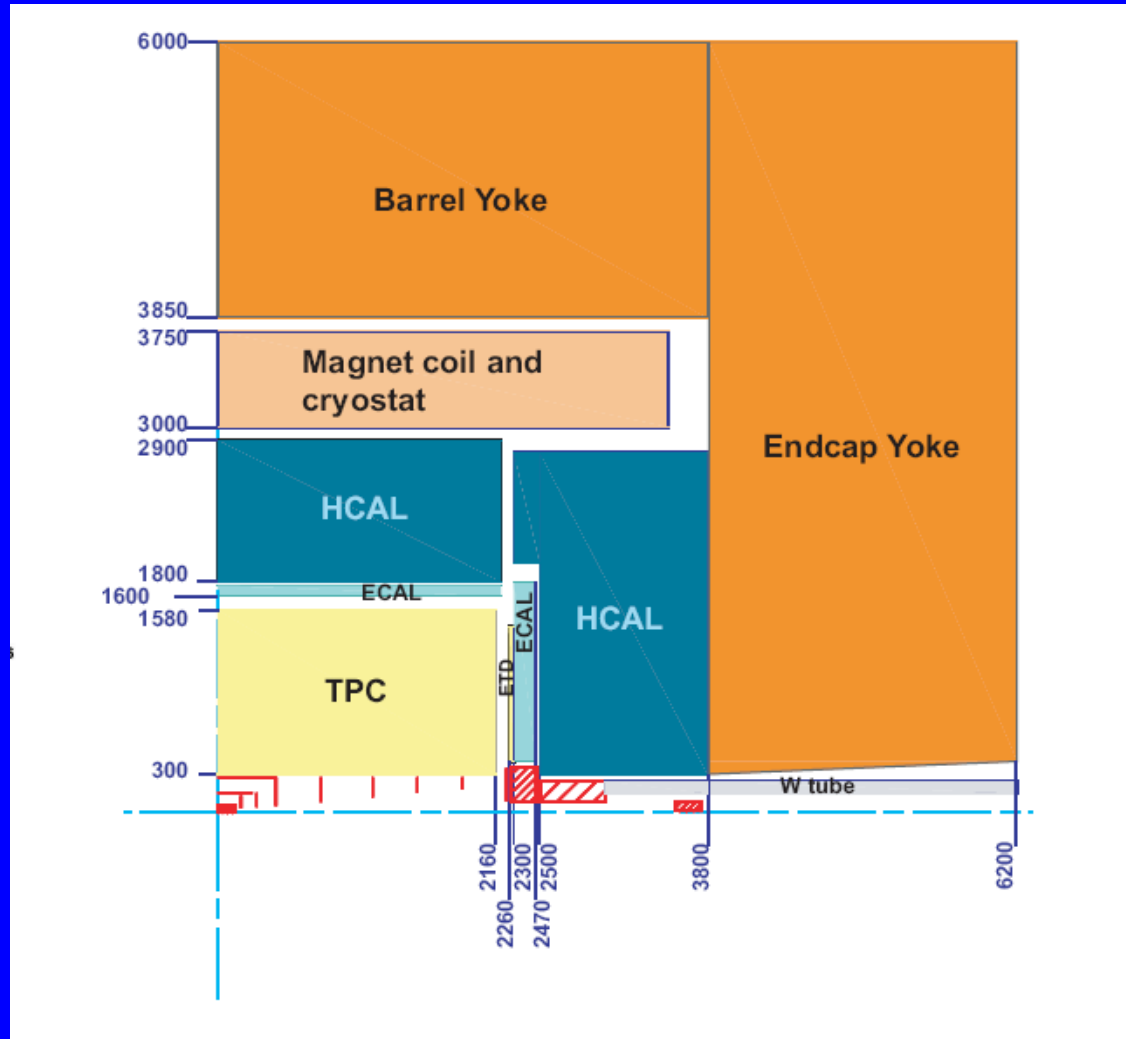 6000
Barrel Yoke
3850
3750
Magnet coil and
cryostat
3000
2900
Endcap Yoke
HCAL
1800
ECAL
1600
1580
ECAL
HCAL
ETD
TPC
300
W tube
2160
2300
2500
3800
6200
2260
2470
s